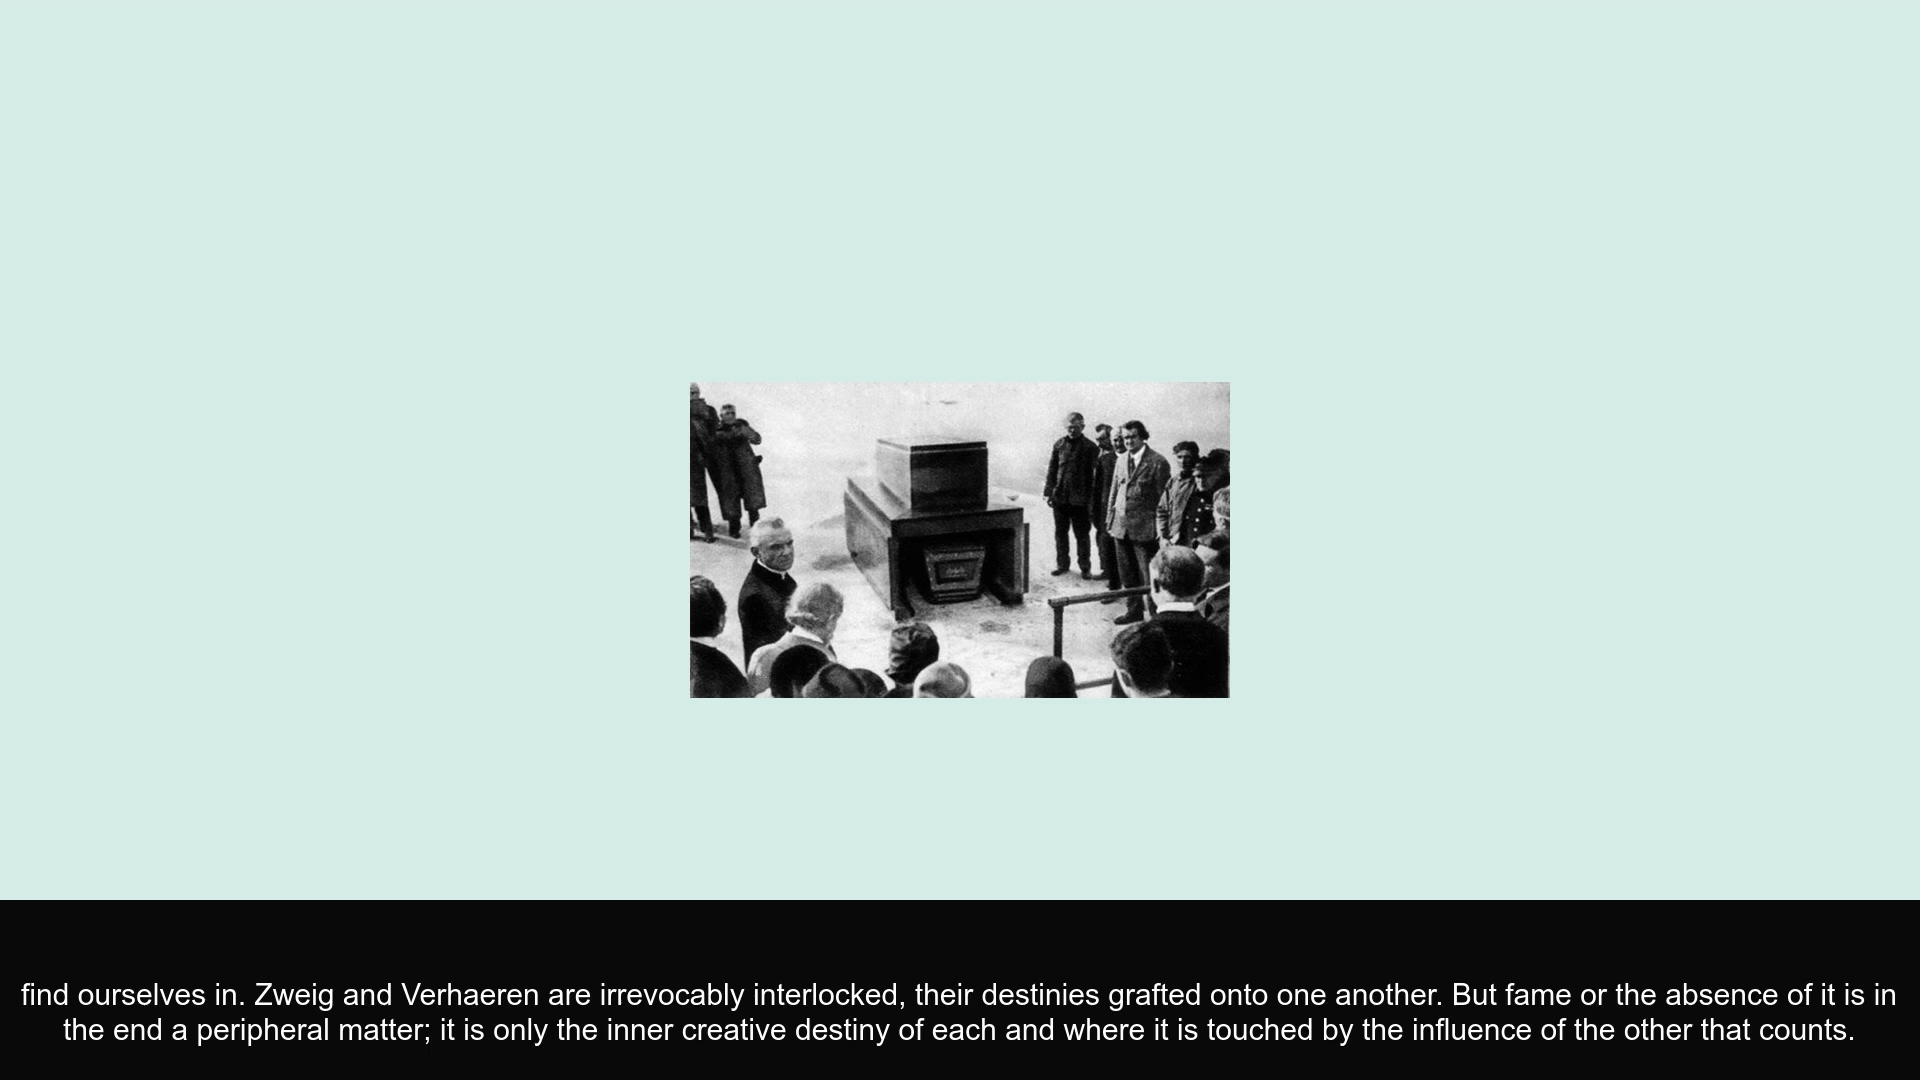 find ourselves in. Zweig and Verhaeren are irrevocably interlocked, their destinies grafted onto one another. But fame or the absence of it is in
the end a peripheral matter; it is only the inner creative destiny of each and where it is touched by the influence of the other that counts.